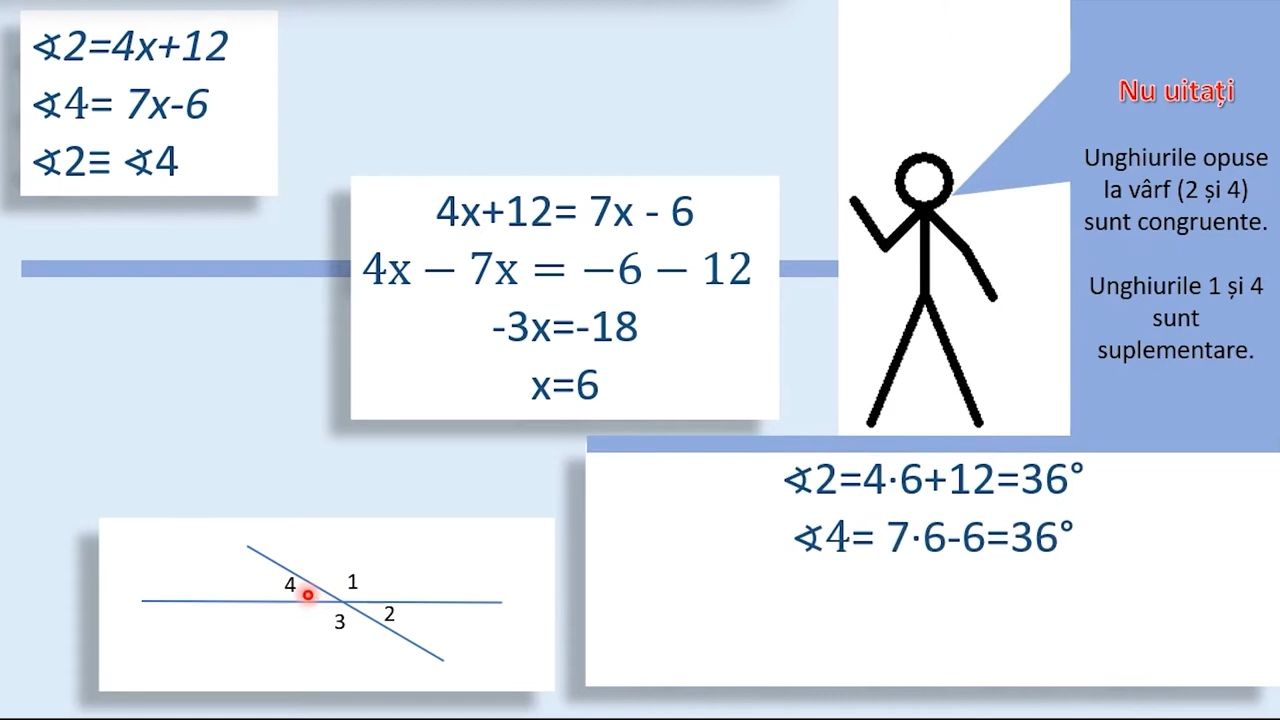 ∢2=4x+12
∢4= 7x-6
∢2≡ ∢4
4x+12= 7x - 6
4x − 7x = −6 − 12
-3x=-18
x=6
Nu uitați
Unghiurile opuse
la vârf (2 și 4)
sunt congruente.
Unghiurile 1 și 4
sunt
suplementare.
∢2=4·6+12=36°
∢4= 7·6-6=36°
4
1
3
2